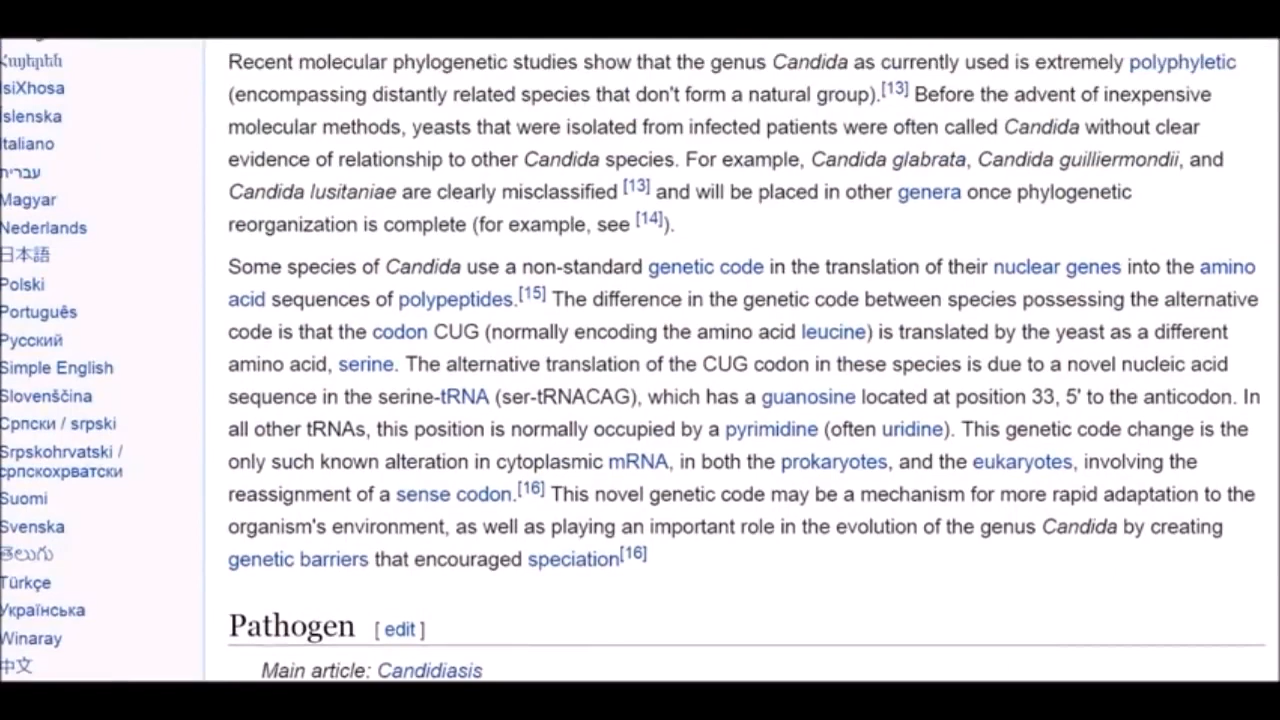 Հայերեն
siXhosa
slenska
taliano
עברית
Magyar
Nederlands
日本語
Polski
Português
Русский
Simple English
Slovenščina
Српски / srpski
Srpskohrvatski /
српскохрватски
Suomi
Svenska
తెలుగు
Türkçe
Українська
Winaray
中文
Recent molecular phylogenetic studies show that the genus Candida as currently used is extremely polyphyletic
(encompassing distantly related species that don't form a natural group).[13] Before the advent of inexpensive
molecular methods, yeasts that were isolated from infected patients were often called Candida without clear
evidence of relationship to other Candida species. For example, Candida glabrata, Candida guilliermondii, and
Candida lusitaniae are clearly misclassified [13] and will be placed in other genera once phylogenetic
reorganization is complete (for example, see [14]).
Some species of Candida use a non-standard genetic code in the translation of their nuclear genes into the amino
acid sequences of polypeptides.[15] The difference in the genetic code between species possessing the alternative
code is that the codon CUG (normally encoding the amino acid leucine) is translated by the yeast as a different
amino acid, serine. The alternative translation of the CUG codon in these species is due to a novel nucleic acid
sequence in the serine-tRNA (ser-tRNACAG), which has a guanosine located at position 33, 5' to the anticodon. In
all other tRNAs, this position is normally occupied by a pyrimidine (often uridine). This genetic code change is the
only such known alteration in cytoplasmic mRNA, in both the prokaryotes, and the eukaryotes, involving the
reassignment of a sense codon.[16] This novel genetic code may be a mechanism for more rapid adaptation to the
organism's environment, as well as playing an important role in the evolution of the genus Candida by creating
genetic barriers that encouraged speciation[16]
Pathogen [ edit ]
Main article: Candidiasis